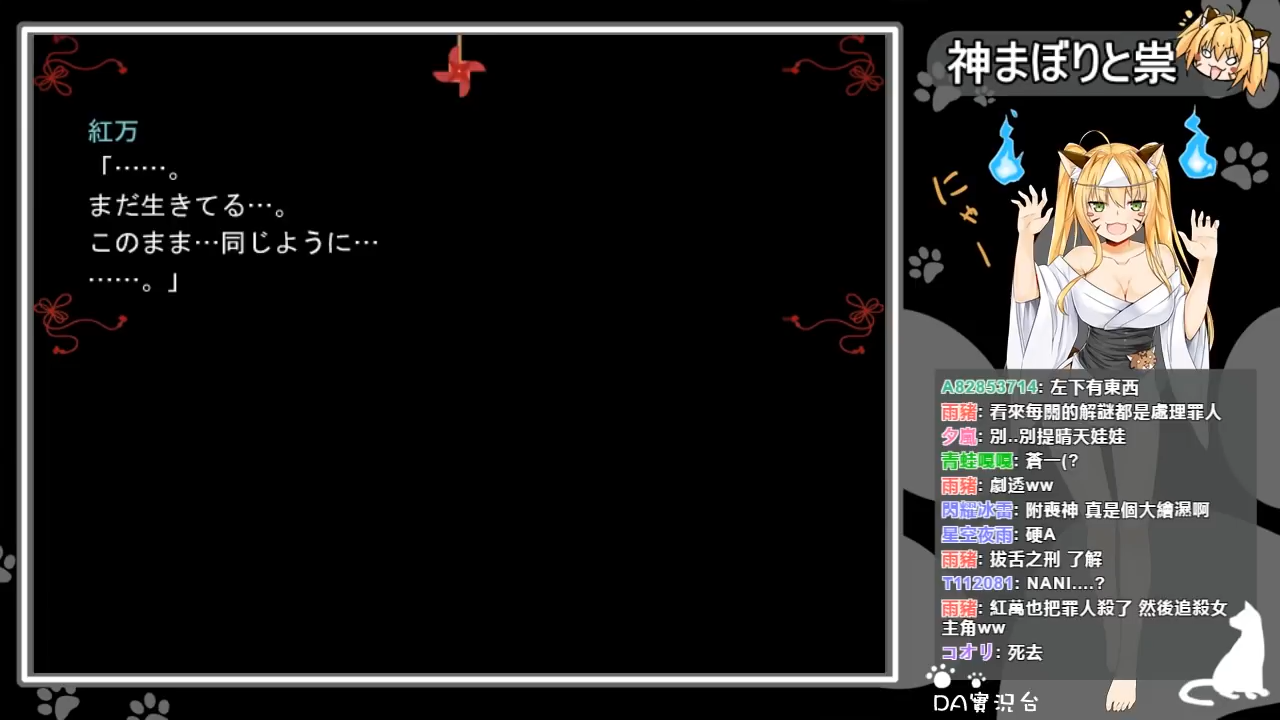 紅万
「……。
まだ生きてる…。
このまま…同じように…
……。」
神まぼりと祟
にゃー
A82853714: 左下有東西
雨豬: 看來每關的解謎都是處理罪人
夕嵐: 別..別提晴天娃娃
青蛙嘎嘎: 蒼一(?
雨豬: 劇透ww
閃耀冰雷: 附喪神 真是個大繪濕啊
星空夜雨: 硬A
雨豬: 拔舌之刑 了解
T112081: NANI....?
雨豬: 紅萬也把罪人殺了 然後追殺女
主角ww
コオリ: 死去
DA實況台